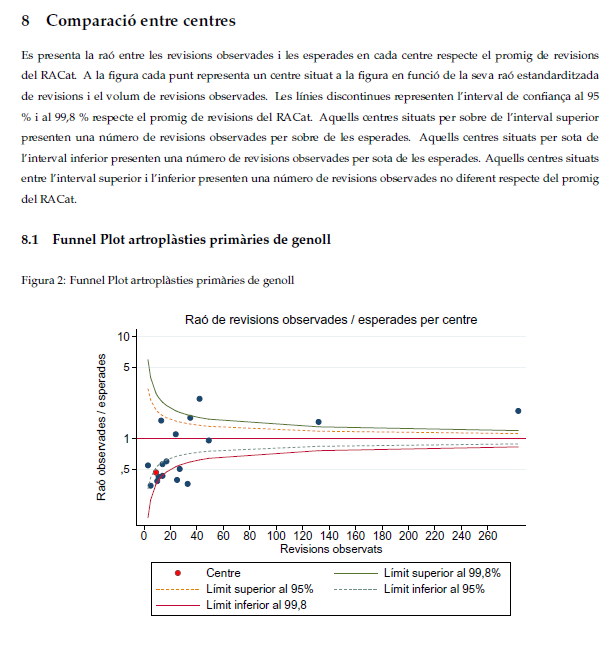 8 Comparació entre centres
Es presenta la raó entre les revisions observades i les esperades en cada centre respecte el promig de revisions
del RACat. A la figura cada punt representa un centre situat a la figura en funció de la seva raó estandarditzada
de revisions i el volum de revisions observades. Les línies discontinues representen l'interval de confiança al 95
% i al 99,8 % respecte el promig de revisions del RACat. Aquells centres situats per sobre de l'interval superior
presenten una número de revisions observades per sobre de les esperades. Aquells centres situats per sota de
l'interval inferior presenten una número de revisions observades per sota de les esperades. Aquells centres situats
entre l'interval superior i l'inferior presenten una número de revisions observades no diferent respecte del promig
del RACat.
8.1 Funnel Plot artroplàsties primàries de genoll
Figura 2: Funnel Plot artroplàsties primàries de genoll
Raó de revisions observades / esperades per centre
Raó observades / esperades
10
5
1
,5
0 20 40 60 80 100 120 140 160 180 200 220 240 260
Revisions observats
Centre Límit superior al 99,8%
Límit superior al 95% Límit inferior al 95%
Límit inferior al 99,8